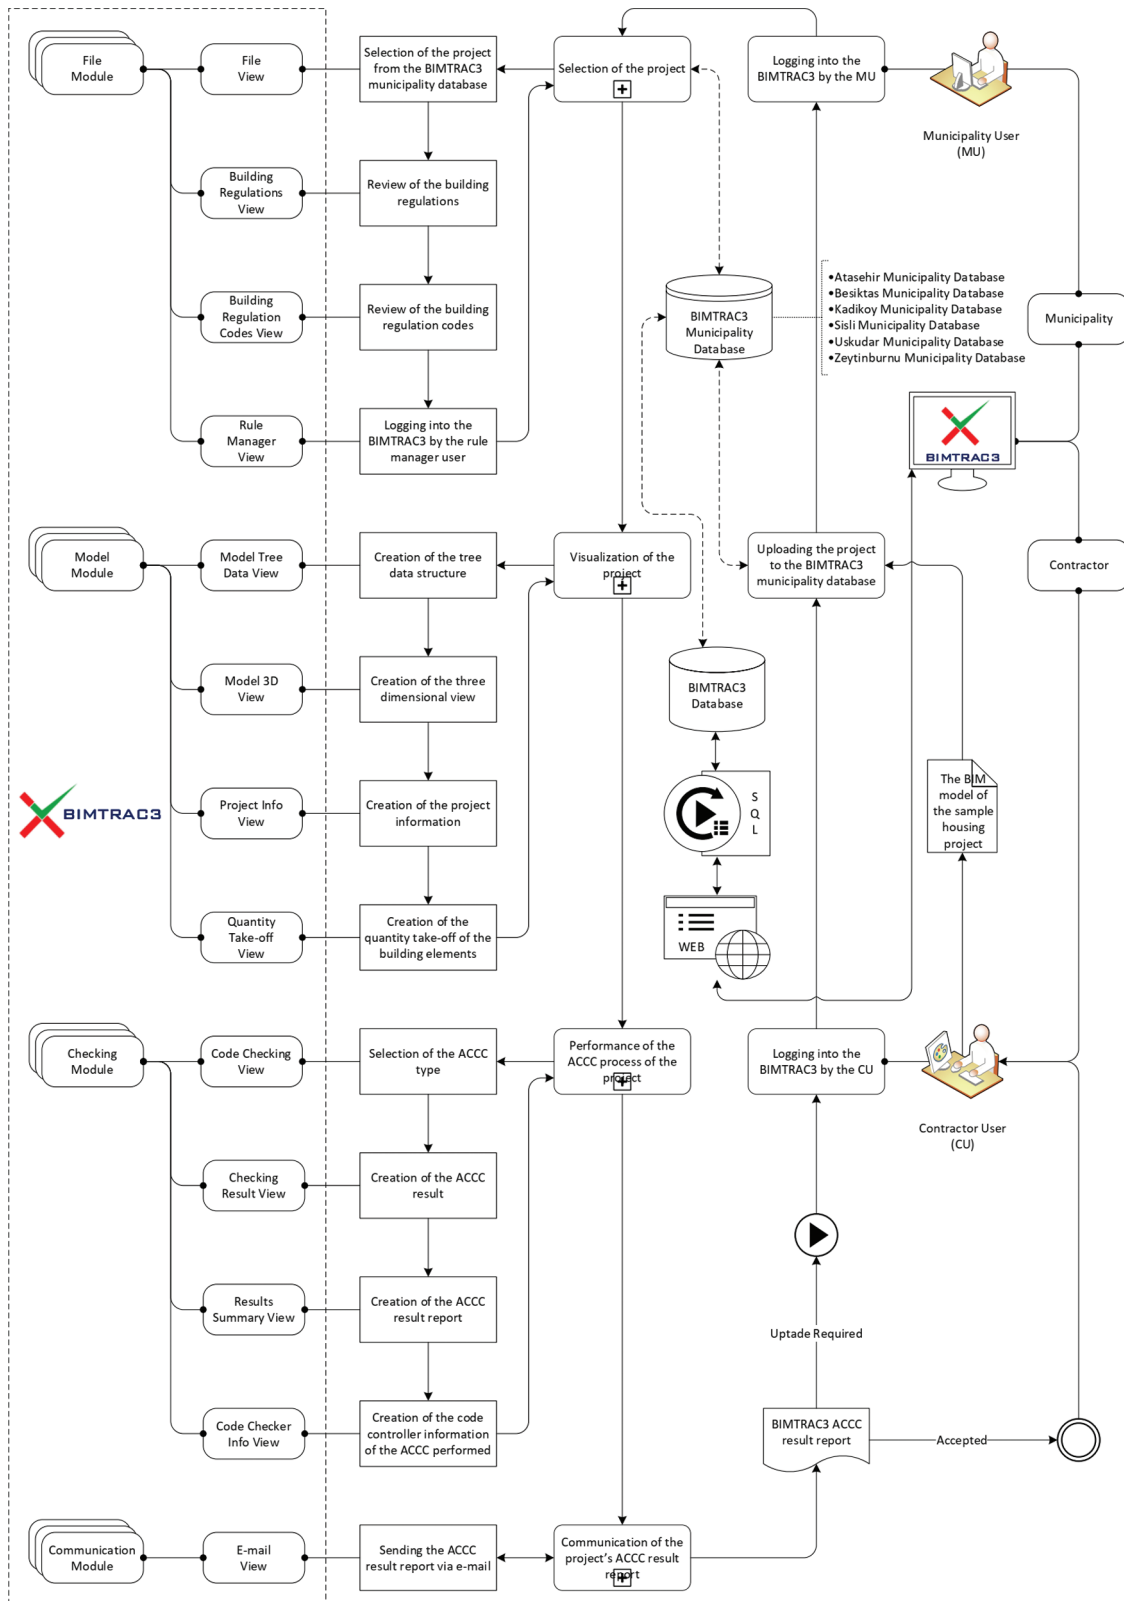 File
Module
File
View
Selection of the project
from the BIMTRAC3
municipality database
Selection of the project
Logging into the
BIMTRAC3 by the MU
Municipality User
(MU)
Building
Regulations
View
Review of the building
regulations
Building
Regulation
Codes View
Review of the building
regulation codes
BIMTRAC3
Municipality
Database
•Atasehir Municipality Database
•Besiktas Municipality Database
•Kadikoy Municipality Database
•Sisli Municipality Database
•Uskudar Municipality Database
•Zeytinburnu Municipality Database
Municipality
Rule
Manager
View
Logging into the
BIMTRAC3 by the rule
manager user
BIMTRAC3
Model
Module
Model Tree
Data View
Creation of the tree
data structure
Visualization of the
project
Uploading the project
to the BIMTRAC3
municipality database
Contractor
Model 3D
View
Creation of the three
dimensional view
BIMTRAC3
Database
BIMTRAC3
Project Info
View
Creation of the project
information
S
Q
L
The BIM
model of
the sample
housing
project
Quantity
Take-off
View
Creation of the
quantity take-off of the
building elements
WEB
Checking
Module
Code Checking
View
Selection of the ACCC
type
Performance of the
ACCC process of the
project
Logging into the
BIMTRAC3 by the CU
Contractor User
(CU)
Checking
Result View
Creation of the ACCC
result
Results
Summary View
Creation of the ACCC
result report
Uptade Required
Code Checker
Info View
Creation of the code
controller information
of the ACCC performed
BIMTRAC3 ACCC
result report
Accepted
Communication
Module
E-mail
View
Sending the ACCC
result report via e-mail
Communication of the
project's ACCC result
report